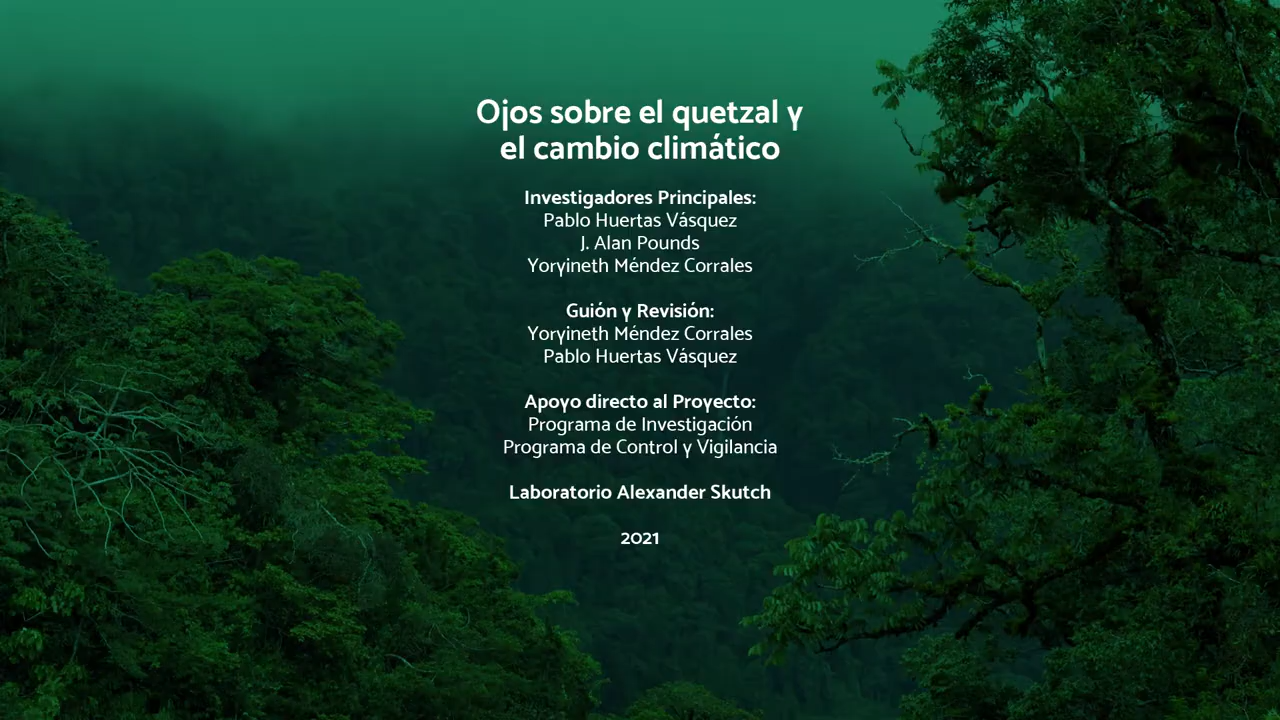 Ojos sobre el quetzal y
el cambio climático
Investigadores Principales:
Pablo Huertas Vásquez
J. Alan Pounds
Yoryineth Méndez Corrales
Guión y Revisión:
Yoryineth Méndez Corrales
Pablo Huertas Vásquez
Apoyo directo al Proyecto:
Programa de Investigación
Programa de Control y Vigilancia
Laboratorio Alexander Skutch
2021